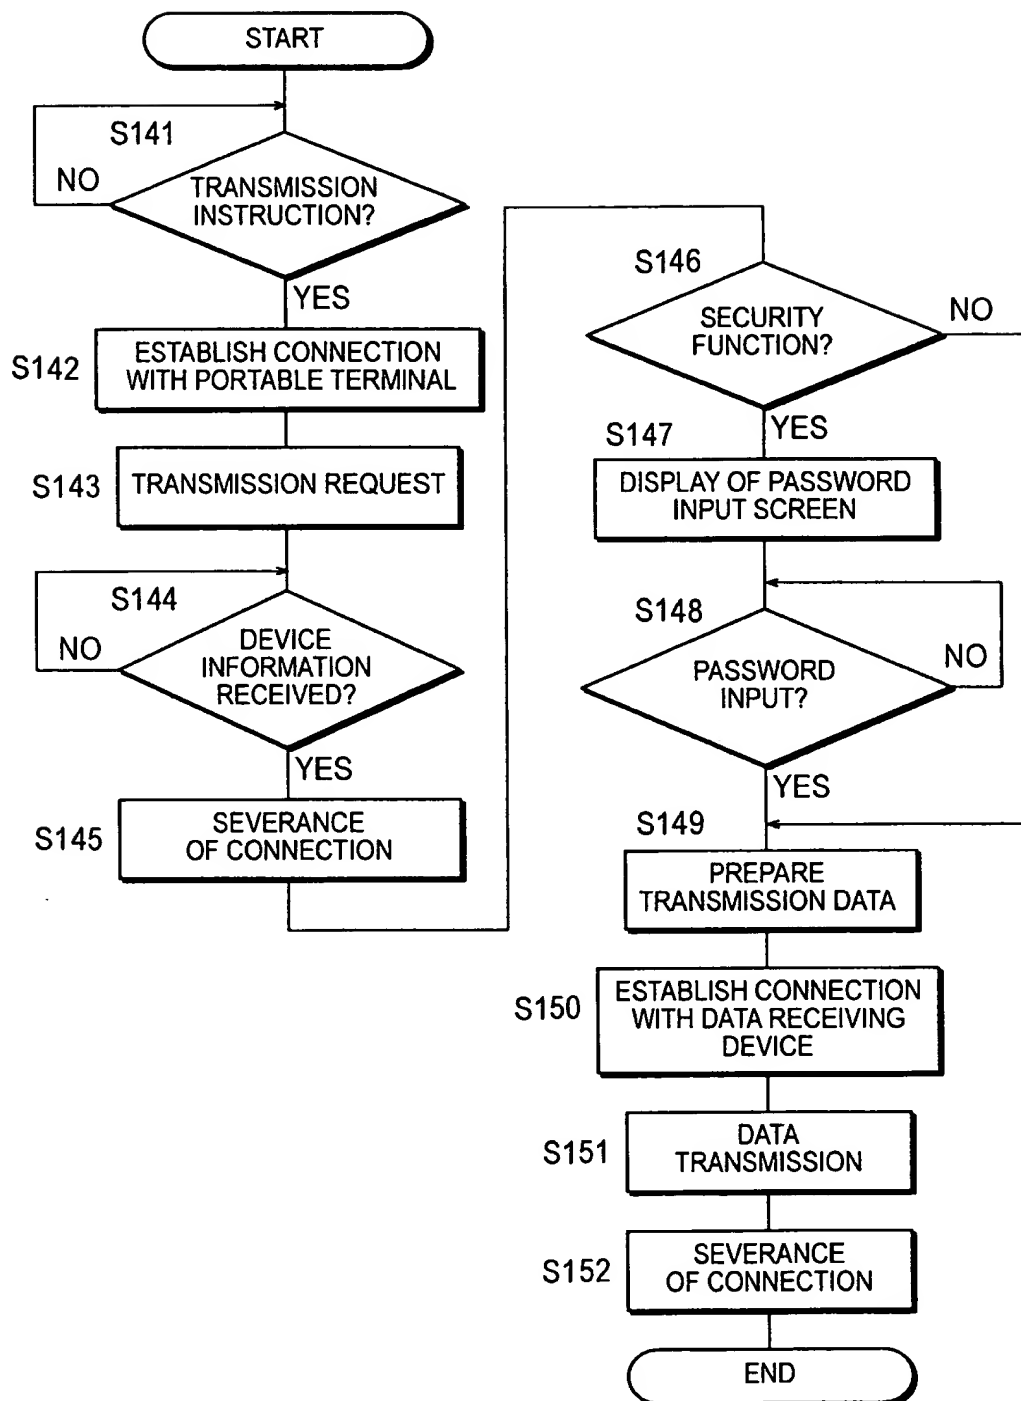 START
S141
NO
TRANSMISSION
INSTRUCTION?
YES
S142
ESTABLISH CONNECTION
WITH PORTABLE TERMINAL
S143
TRANSMISSION REQUEST
S144
NO
DEVICE
INFORMATION
RECEIVED?
YES
S145
SEVERANCE
OF CONNECTION
S146
SECURITY
FUNCTION?
NO
YES
S147
DISPLAY OF PASSWORD
INPUT SCREEN
S148
PASSWORD
INPUT?
NO
YES
S149
PREPARE
TRANSMISSION DATA
S150
ESTABLISH CONNECTION
WITH DATA RECEIVING
DEVICE
S151
DATA
TRANSMISSION
S152
SEVERANCE
OF CONNECTION
END